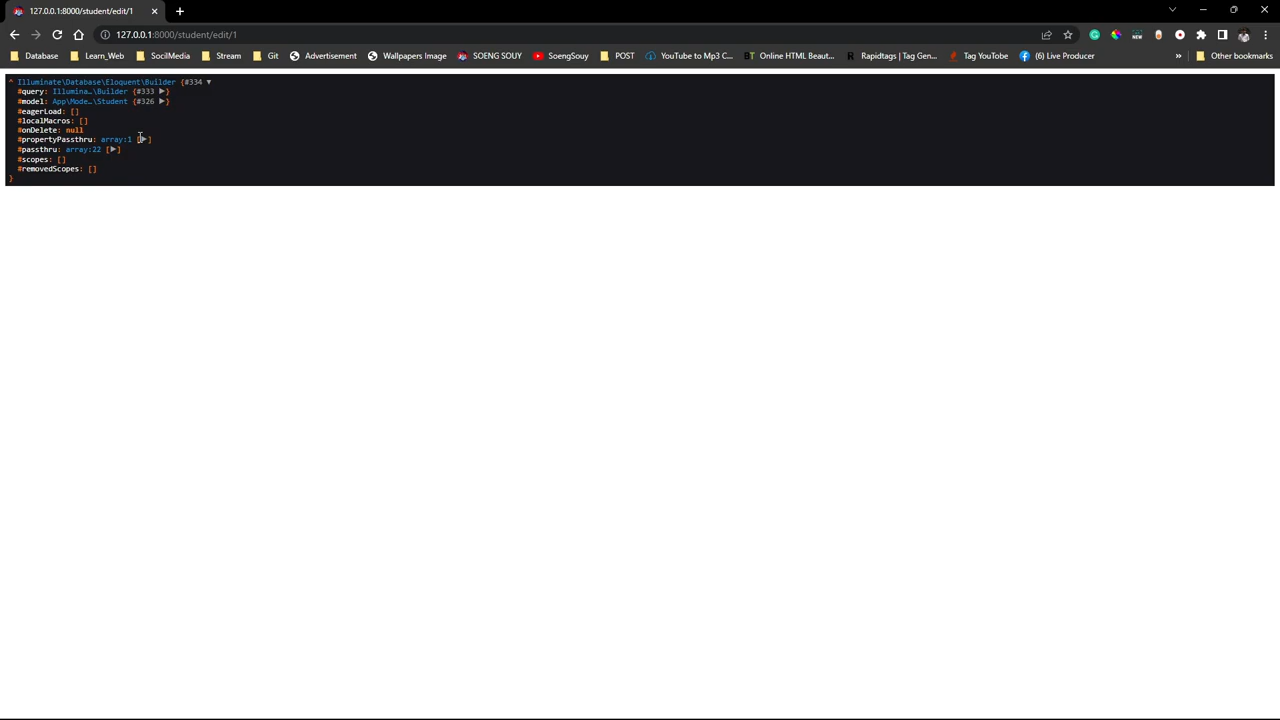 127.0.0.1:8000/student/edit/1
127.0.0.1:8000/student/edit/1
Database Learn_Web SocilMedia Stream Git Advertisement Wallpapers Image SOENG SOUY SoengSouy POST YouTube to Mp3 C... BT Online HTML Beaut... R Rapidtags | Tag Gen... Tag YouTube (6) Live Producer » Other bookmarks
^ Illuminate\Database\Eloquent\Builder {#334 ▼
#query: Illumina…\Builder {#333 ▶}
#model: App\Mode…\Student {#326 ▶}
#eagerLoad: []
#localMacros: []
#onDelete: null
#propertyPassthru: array:1 [▶]
#passthru: array:22 [▶]
#scopes: []
#removedScopes: []
}